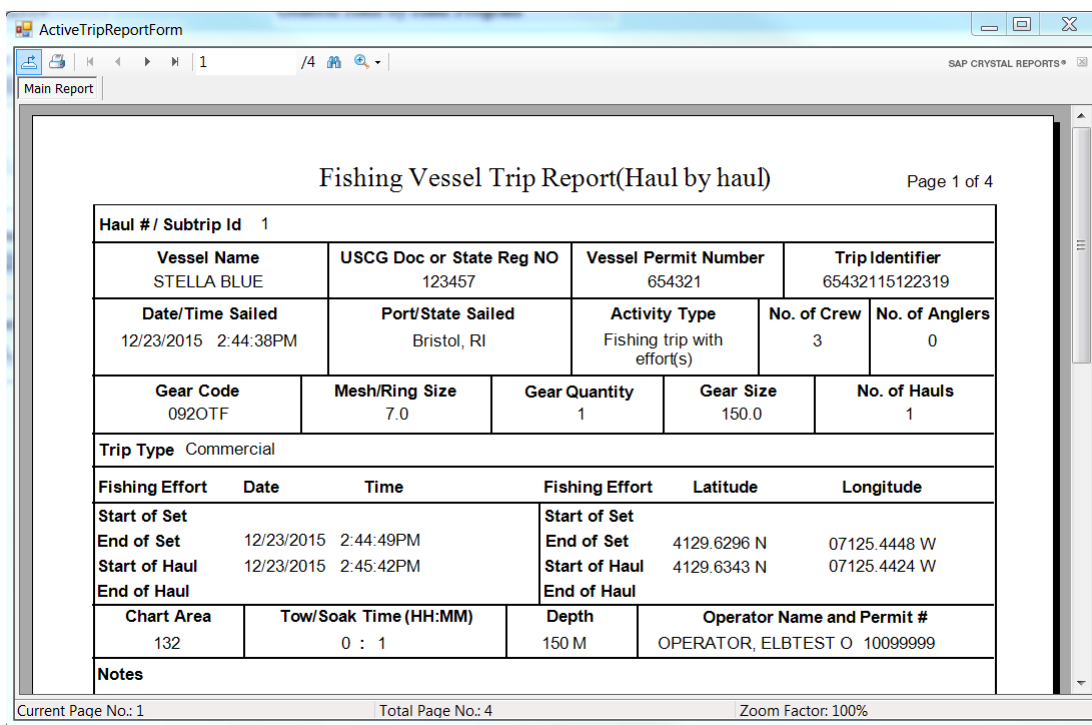 ActiveTripReportForm
1 /4 SAP CRYSTAL REPORTS®
Main Report
Fishing Vessel Trip Report(Haul by haul) Page 1 of 4
Haul # / Subtrip Id 1
Vessel Name USCG Doc or State Reg NO Vessel Permit Number Trip Identifier
STELLA BLUE 123457 654321 65432115122319
Date/Time Sailed Port/State Sailed Activity Type No. of Crew No. of Anglers
12/23/2015 2:44:38PM Bristol, RI Fishing trip with 3 0
effort(s)
Gear Code Mesh/Ring Size Gear Quantity Gear Size No. of Hauls
092OTF 7.0 1 150.0 1
Trip Type Commercial
Fishing Effort Date Time Fishing Effort Latitude Longitude
Start of Set Start of Set
End of Set 12/23/2015 2:44:49PM End of Set 4129.6296 N 07125.4448 W
Start of Haul 12/23/2015 2:45:42PM Start of Haul 4129.6343 N 07125.4424 W
End of Haul End of Haul
Chart Area Tow/Soak Time (HH:MM) Depth Operator Name and Permit #
132 0 : 1 150 M OPERATOR, ELBTEST O 10099999
Notes
Current Page No.: 1 Total Page No.: 4 Zoom Factor: 100%